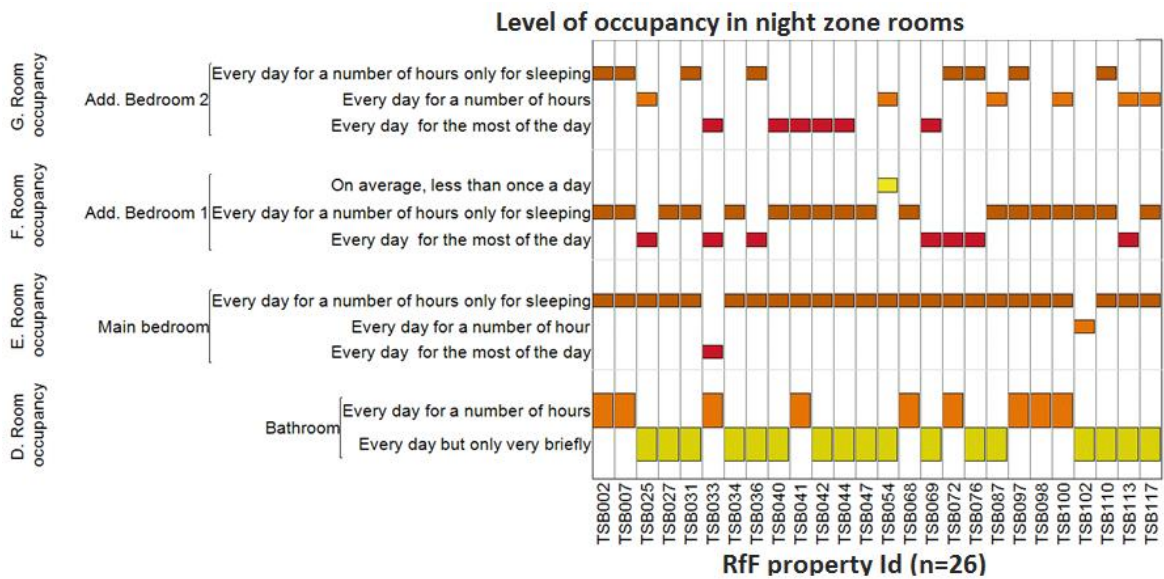 Level of occupancy in night zone rooms
G. Room
occupancy
Add. Bedroom 2
Every day for a number of hours only for sleeping
Every day for a number of hours
Every day for the most of the day
F. Room
occupancy
Add. Bedroom 1
On average, less than once a day
Every day for a number of hours only for sleeping
Every day for the most of the day
E. Room
occupancy
Main bedroom
Every day for a number of hours only for sleeping
Every day for a number of hour
Every day for the most of the day
D. Room
occupancy
Bathroom
Every day for a number of hours
Every day but only very briefly
TSB002
TSB007
TSB025
TSB027
TSB031
TSB033
TSB034
TSB036
TSB040
TSB041
TSB042
TSB044
TSB047
TSB054
TSB068
TSB069
TSB072
TSB076
TSB087
TSB097
TSB098
TSB100
TSB102
TSB110
TSB113
TSB117
RfF property Id (n=26)